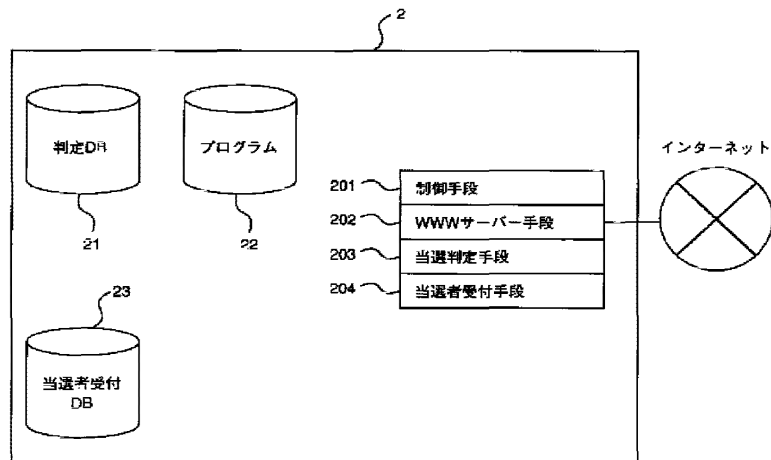 2
判定DB
プログラム
インターネット
21
22
201
制御手段
202
WWWサーバー手段
203
当選判定手段
204
当選者受付手段
23
当選者受付
DB